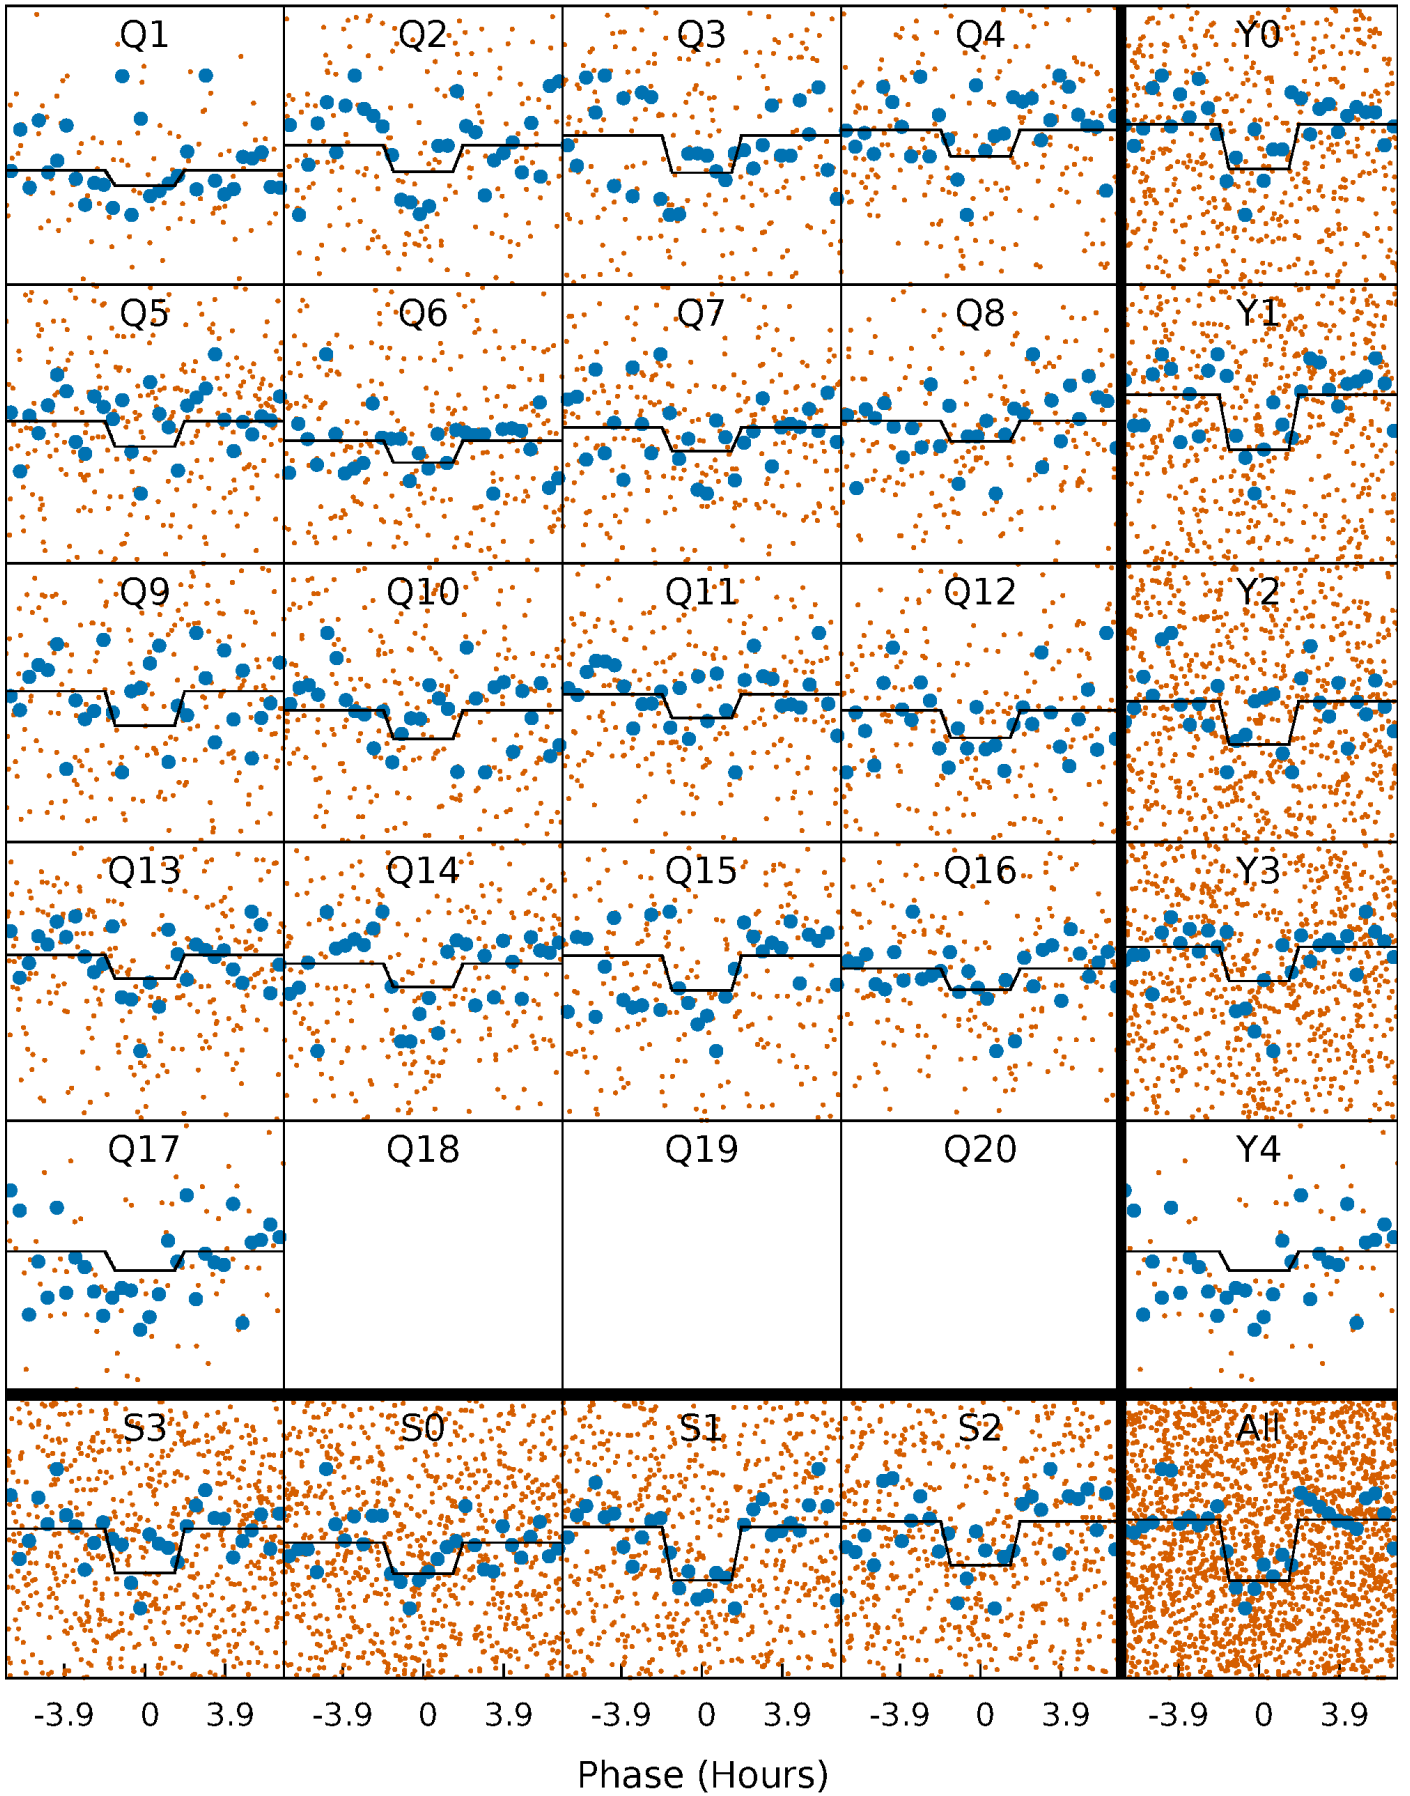 Q1 Q2 Q3 Q4 Y0
Q5 Q6 Q7 Q8 Y1
Q9 Q10 Q11 Q12 Y2
Q13 Q14 Q15 Q16 Y3
Q17 Q18 Q19 Q20 Y4
S3 S0 S1 S2 All
-3.9 0 3.9 -3.9 0 3.9 -3.9 0 3.9 -3.9 0 3.9 -3.9 0 3.9
Phase (Hours)